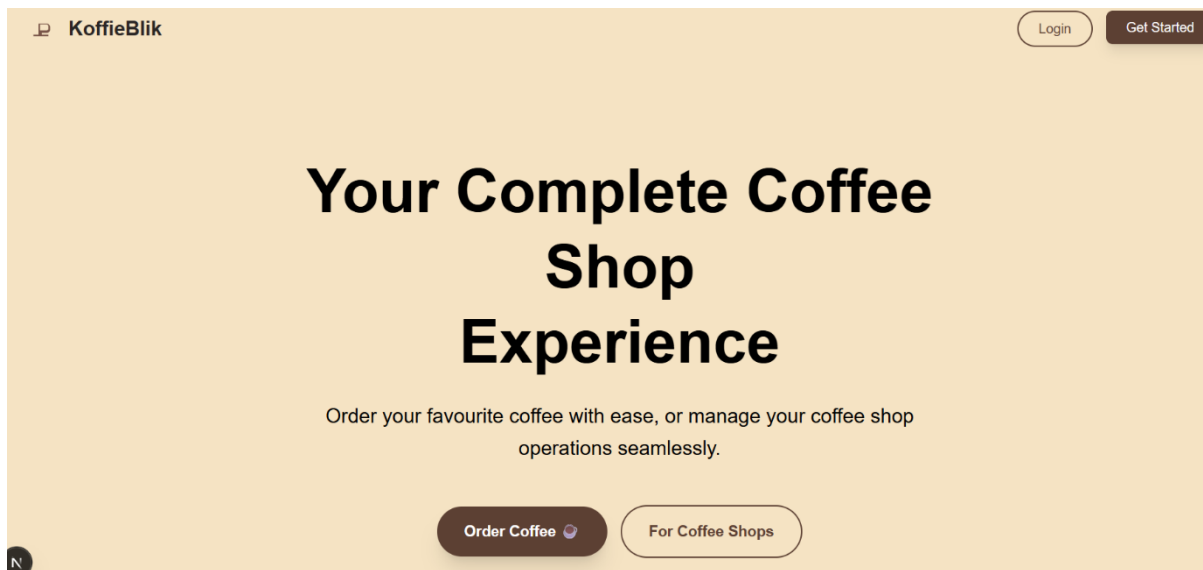 KoffieBlik
Login
Get Started
Your Complete Coffee
Shop
Experience
Order your favourite coffee with ease, or manage your coffee shop
operations seamlessly.
Order Coffee
For Coffee Shops
N